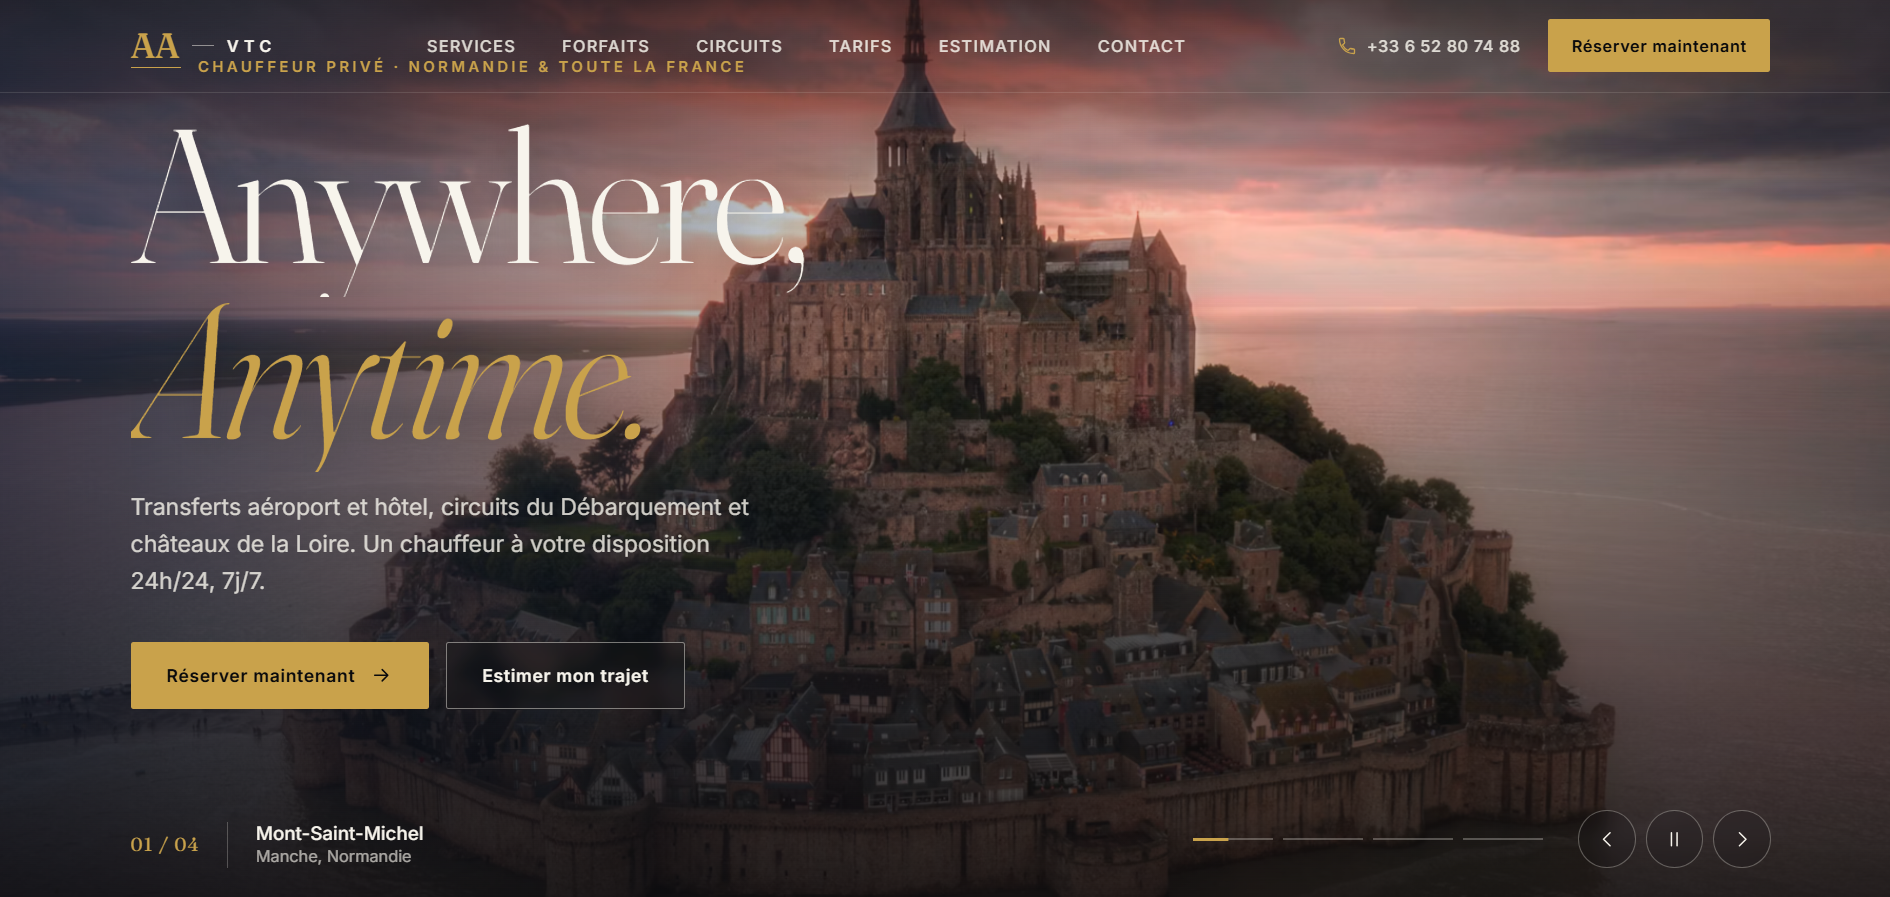 AA — VTC
SERVICES
FORFAITS
CIRCUITS
TARIFS
ESTIMATION
CONTACT
+33 6 52 80 74 88
Réserver maintenant
CHAUFFEUR PRIVÉ · NORMANDIE & TOUTE LA FRANCE
Anywhere,
Anytime.
Transferts aéroport et hôtel, circuits du Débarquement et
châteaux de la Loire. Un chauffeur à votre disposition
24h/24, 7j/7.
Réserver maintenant →
Estimer mon trajet
01 / 04
Mont-Saint-Michel
Manche, Normandie